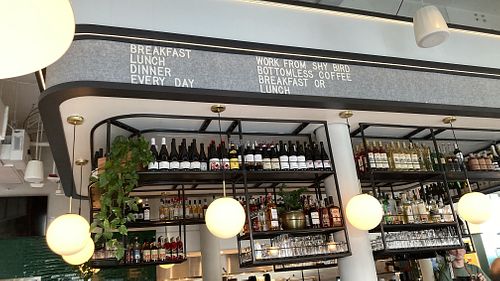 BREAKFAST
LUNCH
DINNER
EVERY DAY
WORK FROM SHY BIRD
BOTTOMLESS COFFEE
BREAKFAST OR
LUNCH